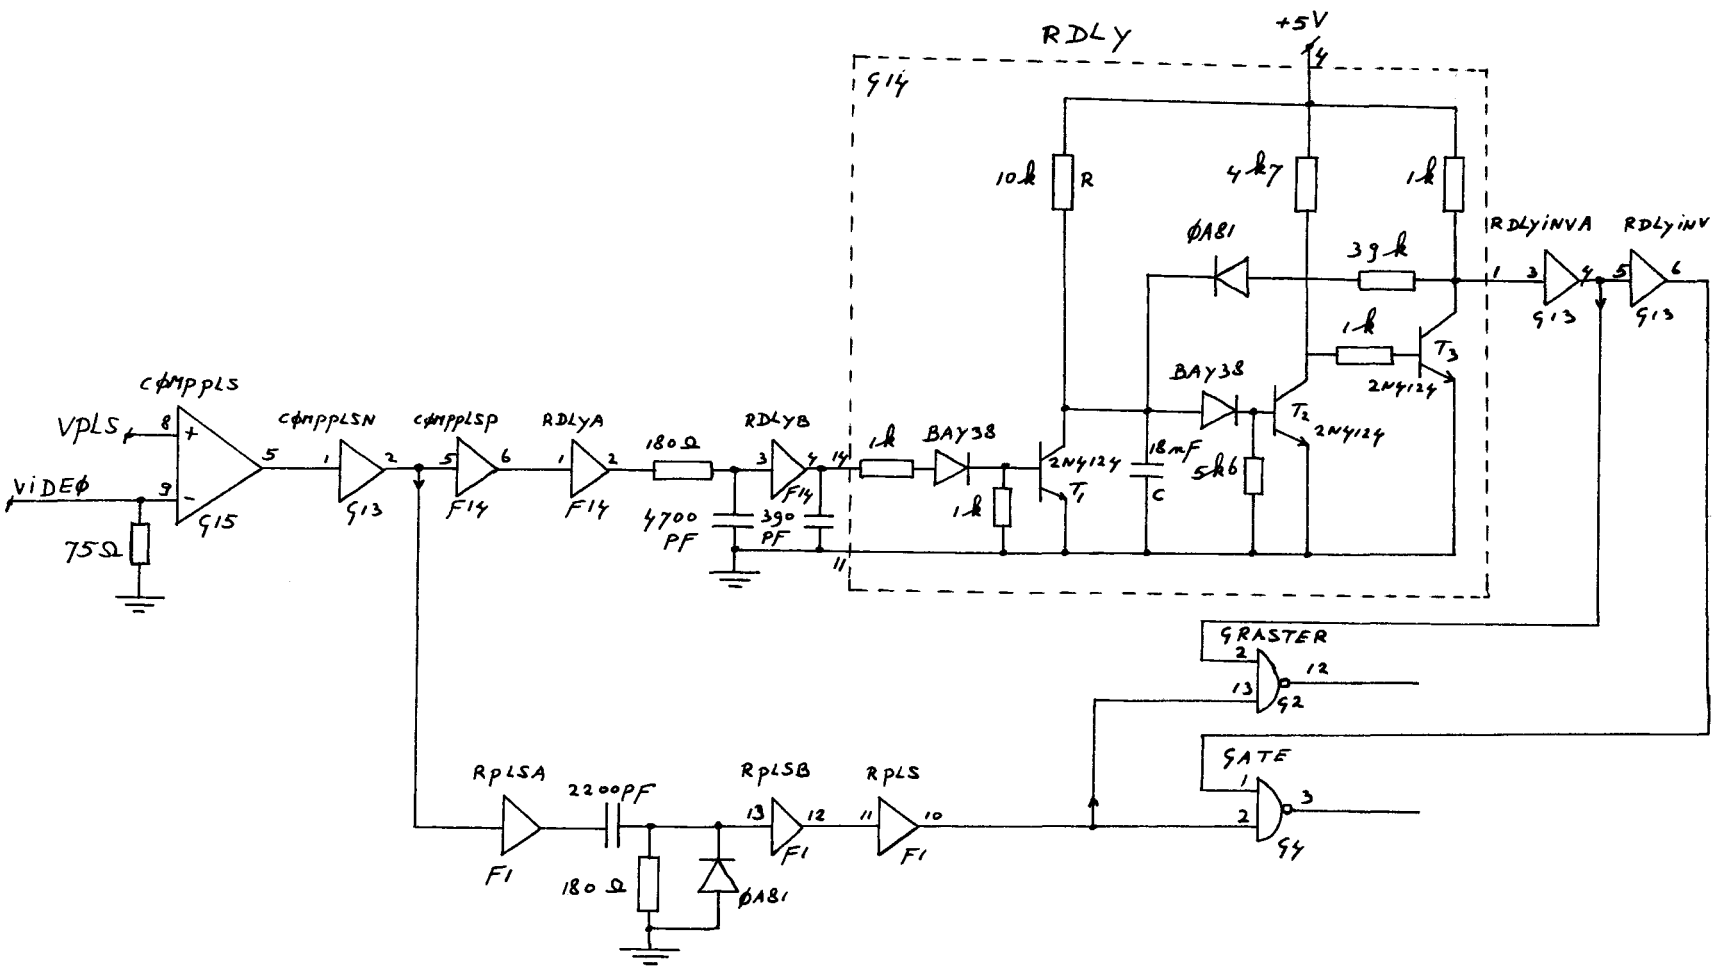 RDLY
+5V
4
G14
10k
R
4k7
1k
ØA81
39k
RDLYiNVA
RDLYiNV
1
3
4
5
6
G13
G13
1k
T3
2N4124
BAY38
T2
2N4124
CØMPPLS
VPLS
8
+
5
ViDEØ
9
-
G15
75Ω
CØMPPLSN
1
2
G13
CØMPPLSP
5
6
F14
RDLYA
1
2
F14
180Ω
RDLYB
3
4
F14
14
1k
BAY38
2N4124
T1
1k
18nF
C
5k6
4700
PF
390
PF
11
GRASTER
2
13
12
G2
GATE
1
2
3
G4
RPLSA
F1
2200PF
RPLSB
13
12
F1
RPLS
11
10
F1
180Ω
ØA81